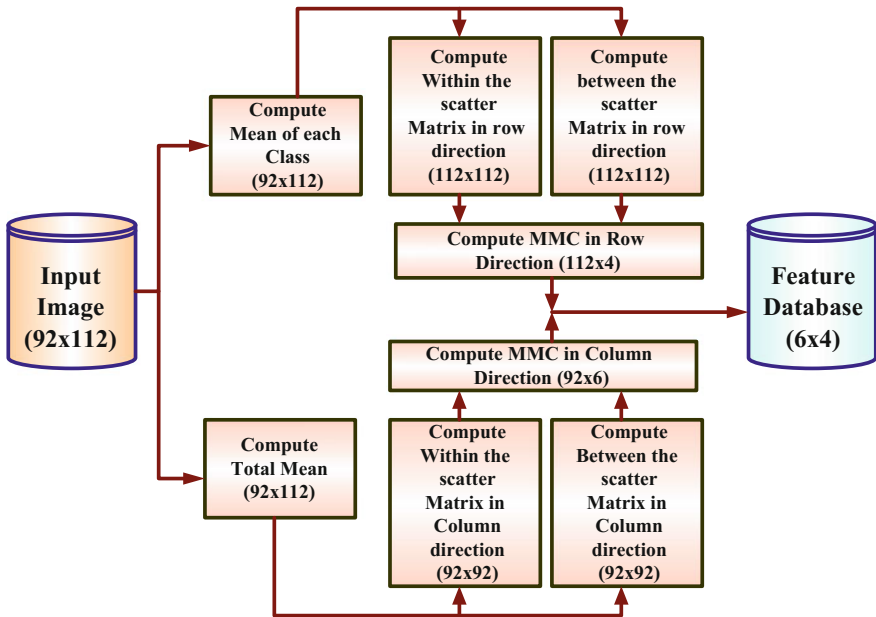 Input
Image
(92x112)
Compute
Mean of each
Class
(92x112)
Compute
Total Mean
(92x112)
Compute
Within the
scatter
Matrix in row
direction
(112x112)
Compute
between the
scatter
Matrix in row
direction
(112x112)
Compute MMC in Row
Direction (112x4)
Compute MMC in Column
Direction (92x6)
Compute
Within the
scatter
Matrix in
Column
direction
(92x92)
Compute
Between the
scatter
Matrix in
Column
direction
(92x92)
Feature
Database
(6x4)